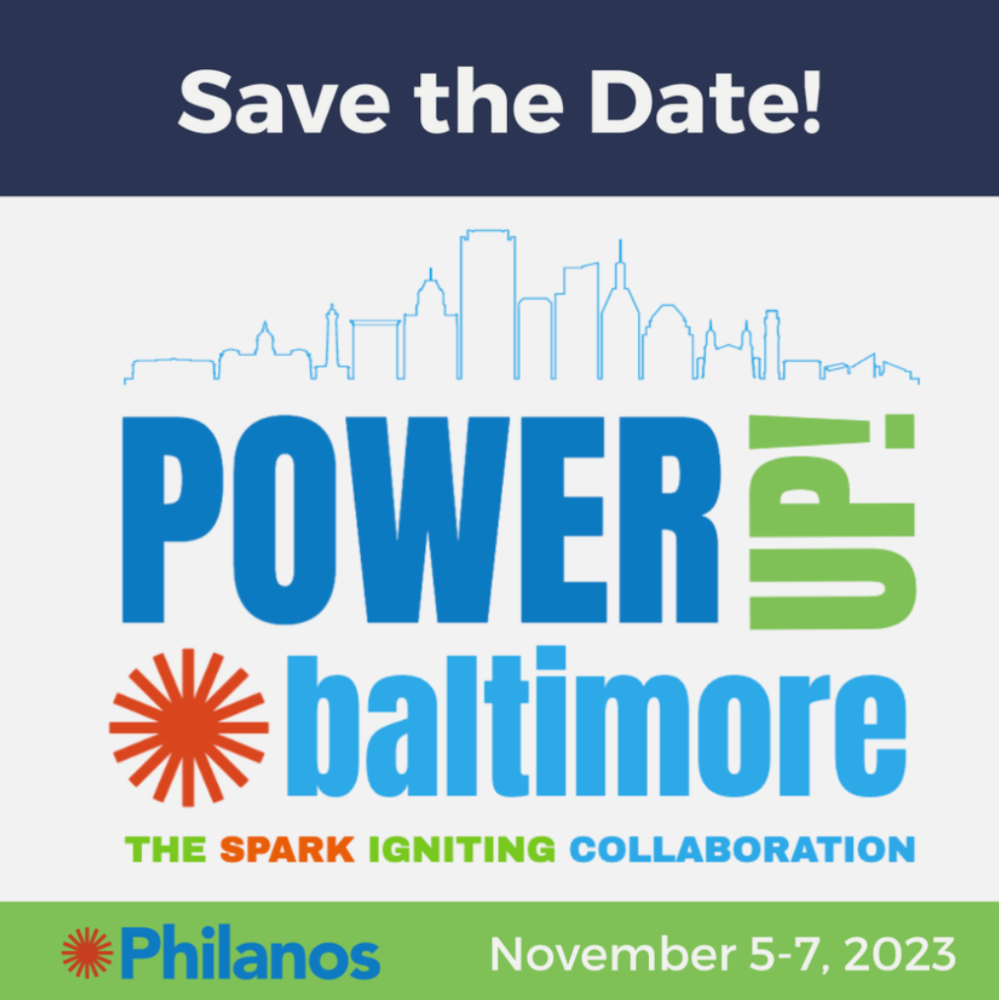 Save the Date!
POWER UP!
baltimore
THE SPARK IGNITING COLLABORATION
Philanos
November 5-7, 2023